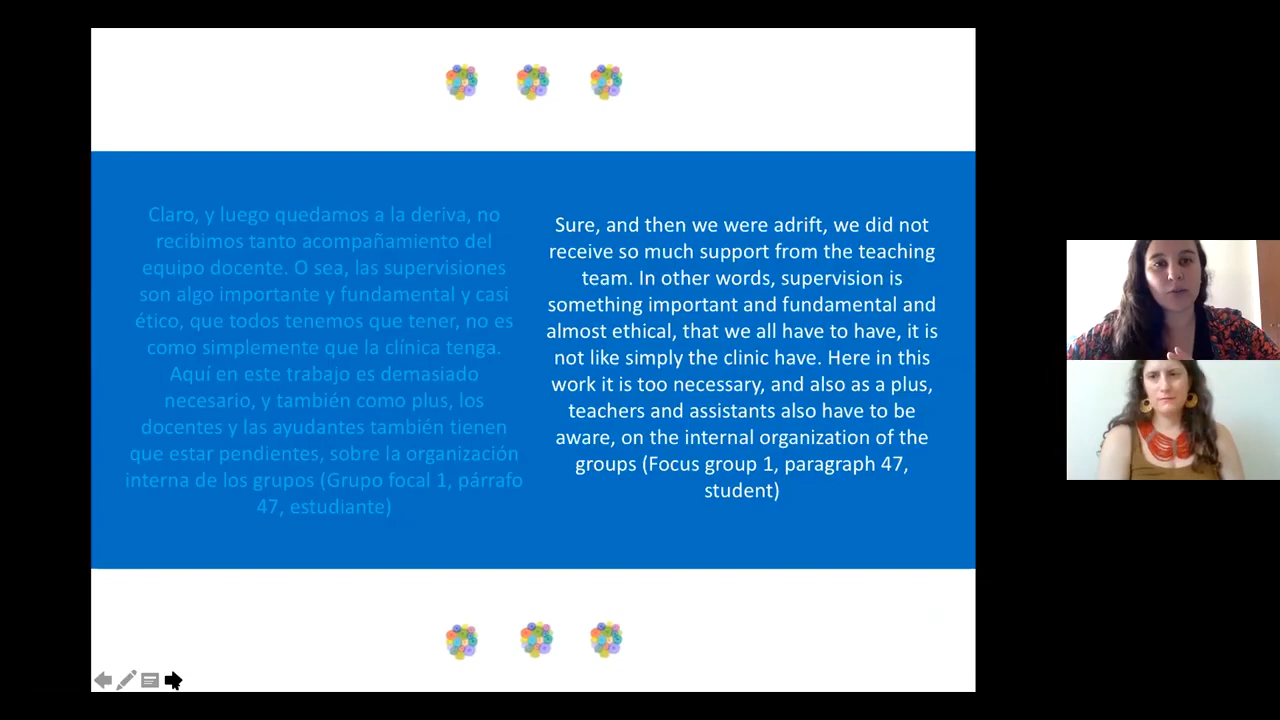 Claro, y luego quedamos a la deriva, no
recibimos tanto acompañamiento del
equipo docente. O sea, las supervisiones
son algo importante y fundamental y casi
ético, que todos tenemos que tener, no es
como simplemente que la clínica tenga.
Aquí en este trabajo es demasiado
necesario, y también como plus, los
docentes y las ayudantes también tienen
que estar pendientes, sobre la organización
interna de los grupos (Grupo focal 1, párrafo
47, estudiante)
Sure, and then we were adrift, we did not
receive so much support from the teaching
team. In other words, supervision is
something important and fundamental and
almost ethical, that we all have to have, it is
not like simply the clinic have. Here in this
work it is too necessary, and also as a plus,
teachers and assistants also have to be
aware, on the internal organization of the
groups (Focus group 1, paragraph 47,
student)